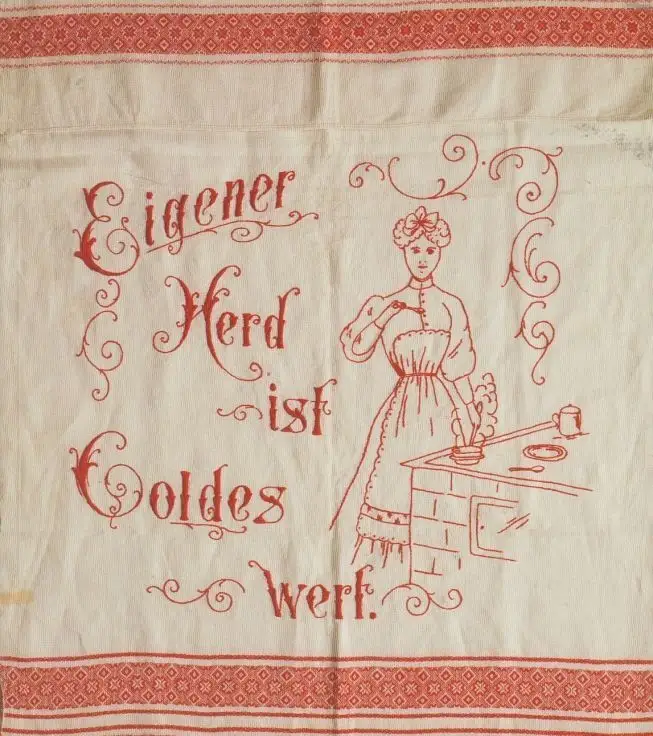 Eigener
Herd
ist
Goldes
wert.